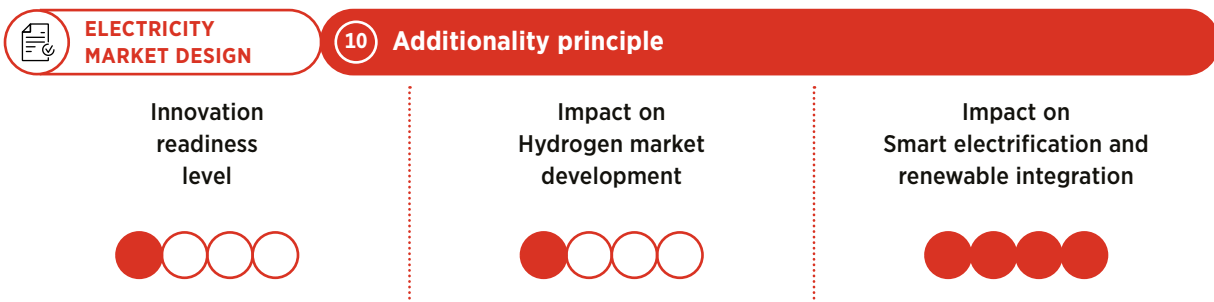 ELECTRICITY
MARKET DESIGN
10 Additionality principle
Innovation
readiness
level
Impact on
Hydrogen market
development
Impact on
Smart electrification and
renewable integration